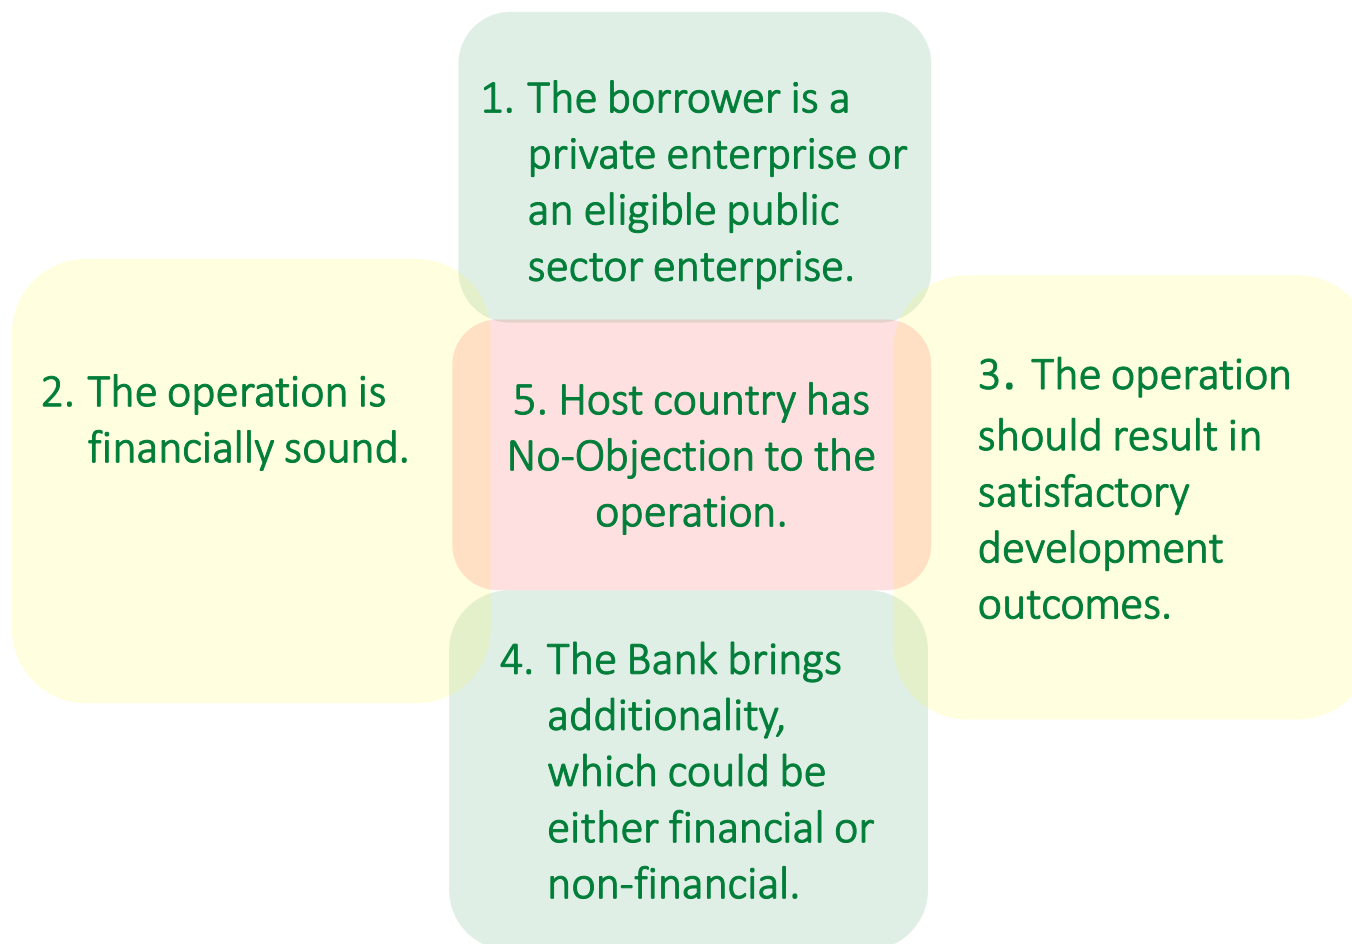 1. The borrower is a
private enterprise or
an eligible public
sector enterprise.
2. The operation is
financially sound.
3. The operation
should result in
satisfactory
development
outcomes.
4. The Bank brings
additionality,
which could be
either financial or
non-financial.
5. Host country has
No-Objection to the
operation.